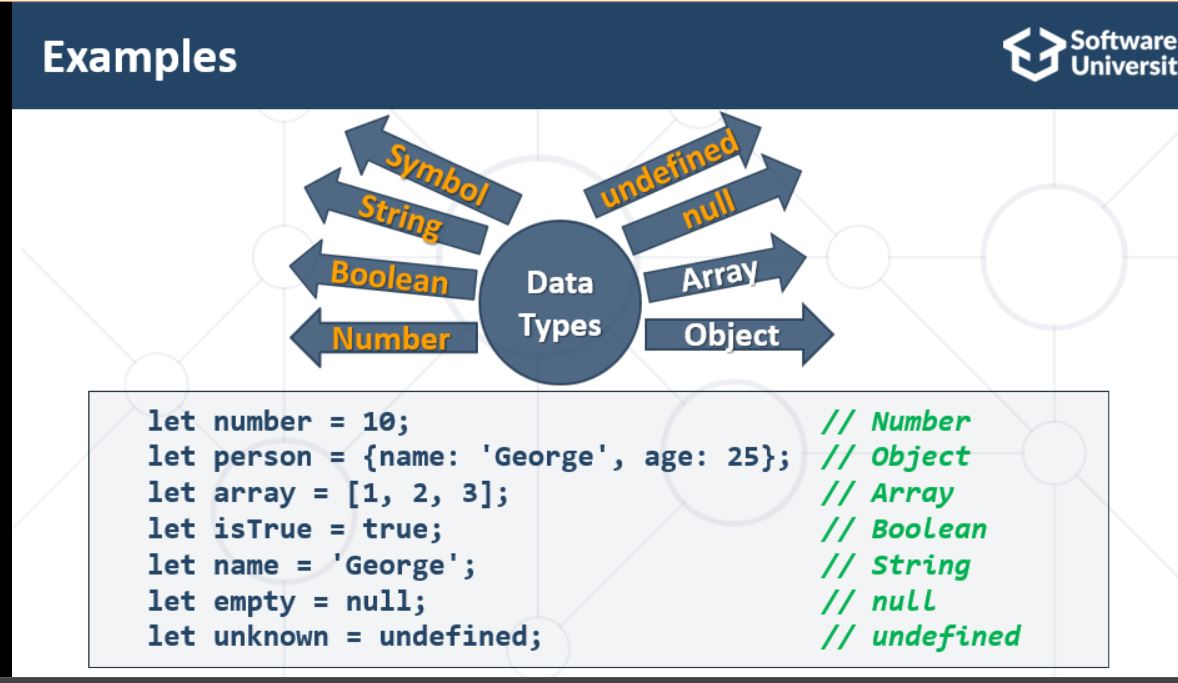 Examples
Software
Universit
Symbol
String
Boolean
Number
undefined
null
Array
Object
Data
Types
let number = 10; // Number
let person = {name: 'George', age: 25}; // Object
let array = [1, 2, 3]; // Array
let isTrue = true; // Boolean
let name = 'George'; // String
let empty = null; // null
let unknown = undefined; // undefined